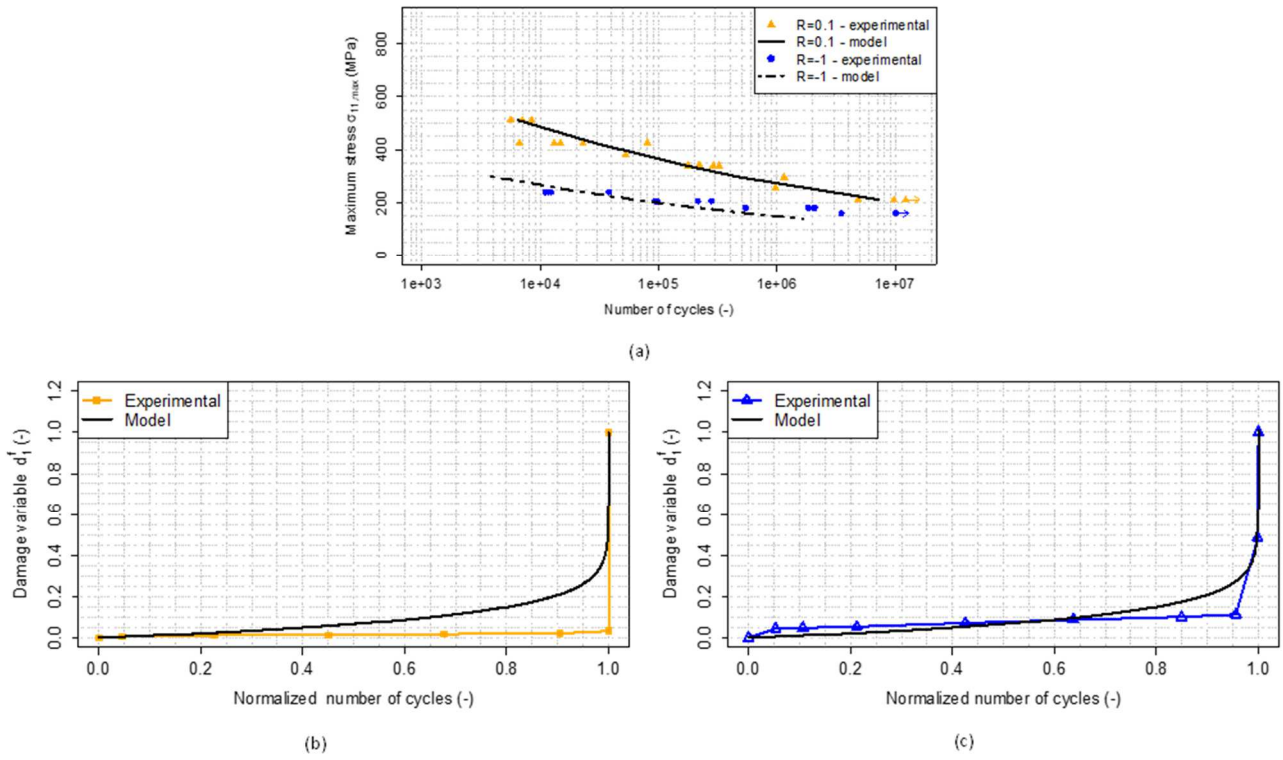 R=0.1 - experimental
R=0.1 - model
R=-1 - experimental
R=-1 - model
Maximum stress σ11,max (MPa)
800
600
400
200
0
1e+03 1e+04 1e+05 1e+06 1e+07
Number of cycles (-)
(a)
Experimental
Model
Damage variable d1f (-)
1.2
1.0
0.8
0.6
0.4
0.2
0.0
0.0 0.2 0.4 0.6 0.8 1.0
Normalized number of cycles (-)
(b)
Experimental
Model
Damage variable d1f (-)
1.2
1.0
0.8
0.6
0.4
0.2
0.0
0.0 0.2 0.4 0.6 0.8 1.0
Normalized number of cycles (-)
(c)